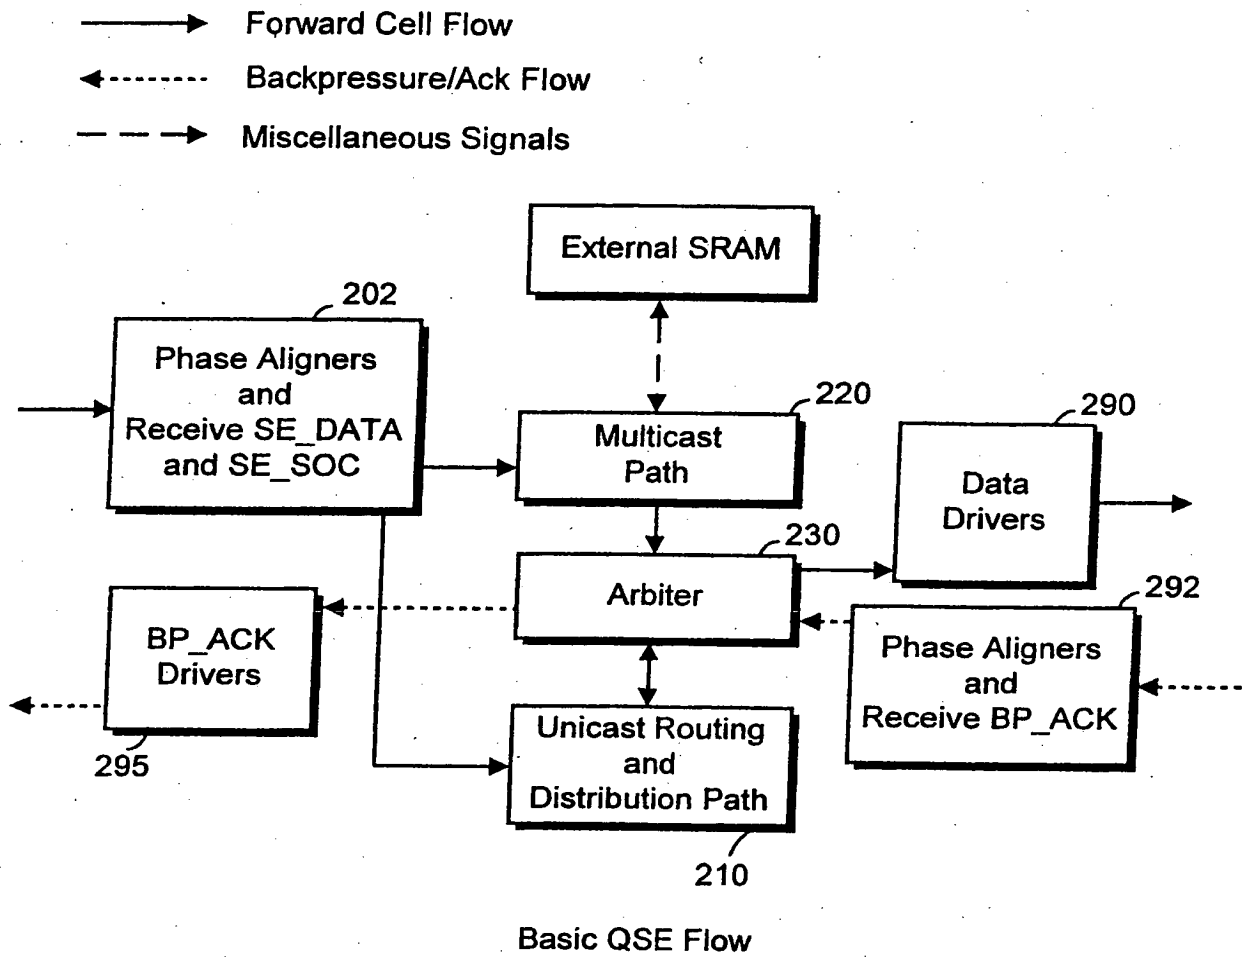 Forward Cell Flow
Backpressure/Ack Flow
Miscellaneous Signals
External SRAM
202
Phase Aligners
and
Receive SE_DATA
and SE_SOC
220
Multicast
Path
290
Data
Drivers
230
Arbiter
292
Phase Aligners
and
Receive BP_ACK
BP_ACK
Drivers
295
Unicast Routing
and
Distribution Path
210
Basic QSE Flow